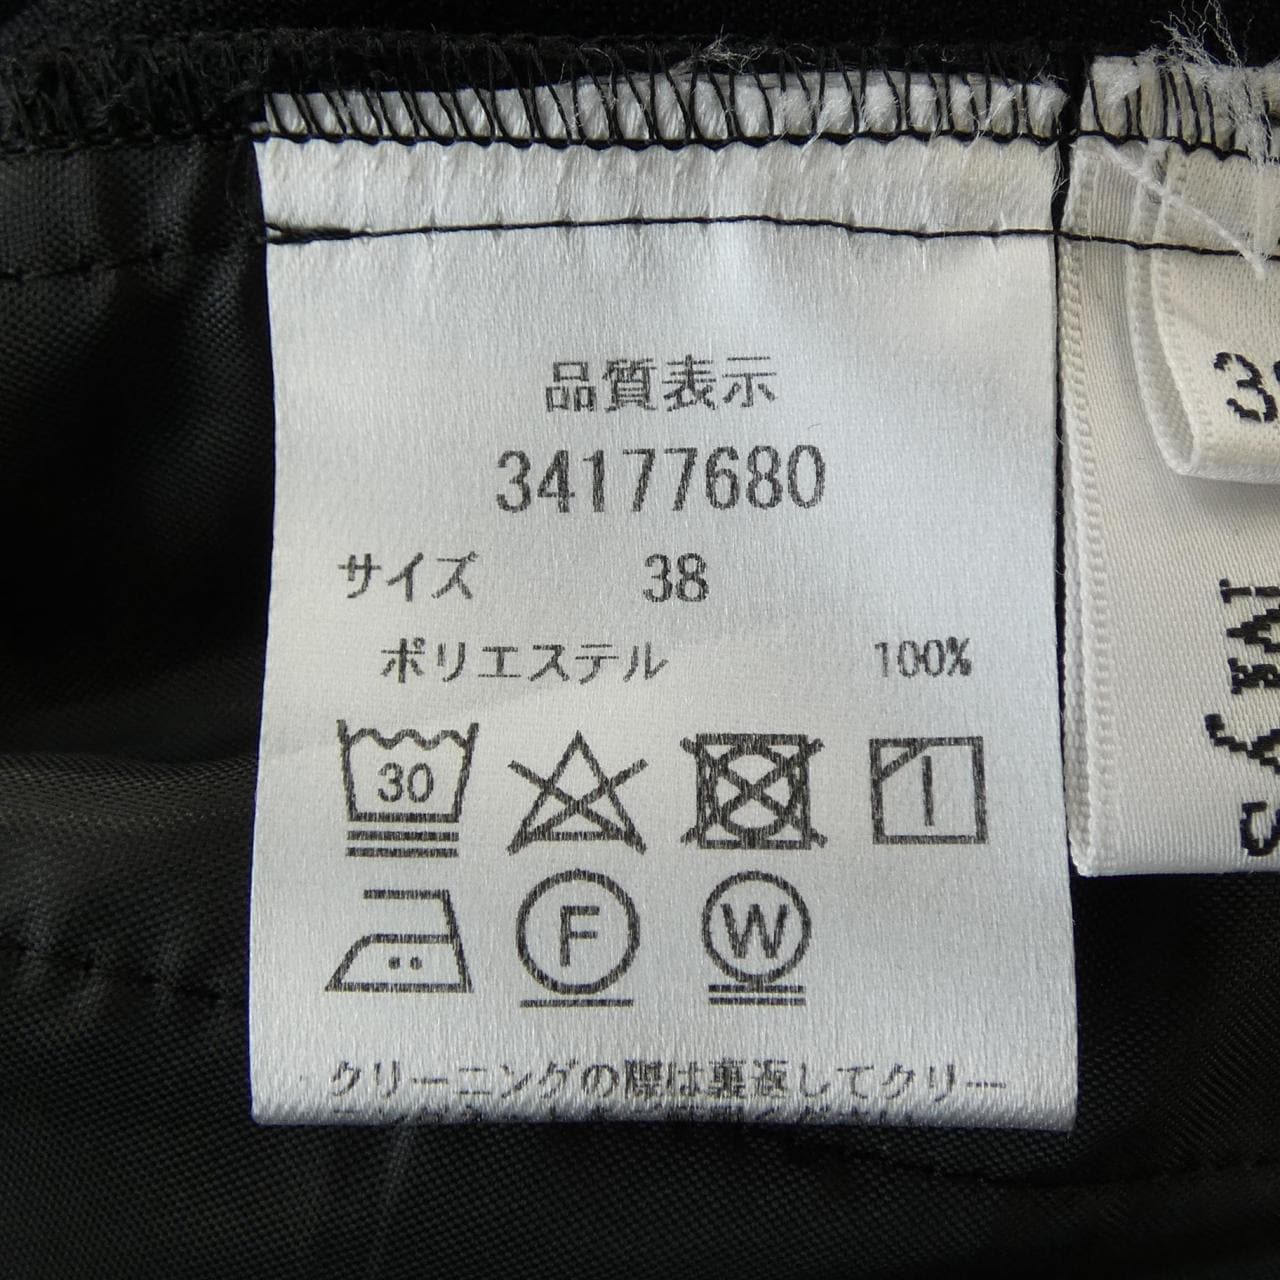 品質表示
34177680
サイズ 38
ポリエステル 100%
30
F
W
クリーニングの際は裏返してクリー